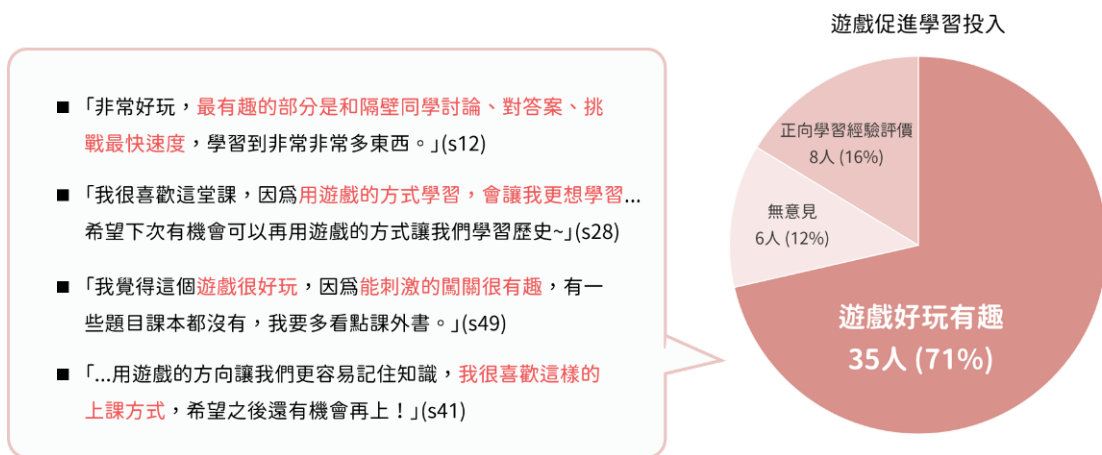 遊戲促進學習投入
■ 「非常好玩，最有趣的部分是和隔壁同學討論、對答案、挑
戰最快速度，學習到非常非常多東西。」(s12)
■ 「我很喜歡這堂課，因爲用遊戲的方式學習，會讓我更想學習...
希望下次有機會可以再用遊戲的方式讓我們學習歷史~」(s28)
■ 「我覺得這個遊戲很好玩，因爲能刺激的闖關很有趣，有一
些題目課本都沒有，我要多看點課外書。」(s49)
■ 「...用遊戲的方向讓我們更容易記住知識，我很喜歡這樣的
上課方式，希望之後還有機會再上！」(s41)
正向學習經驗評價
8人 (16%)
無意見
6人 (12%)
遊戲好玩有趣
35人 (71%)